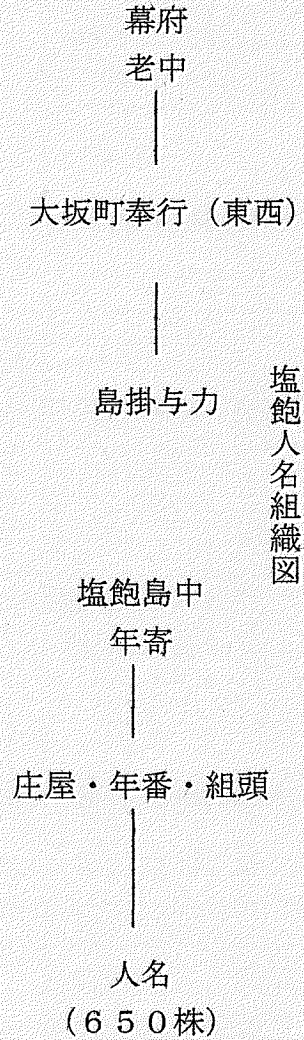 幕府
老中
大坂町奉行（東西）
島掛与力
塩飽人名組織図
塩飽島中
年寄
庄屋・年番・組頭
人名
（６５０株）